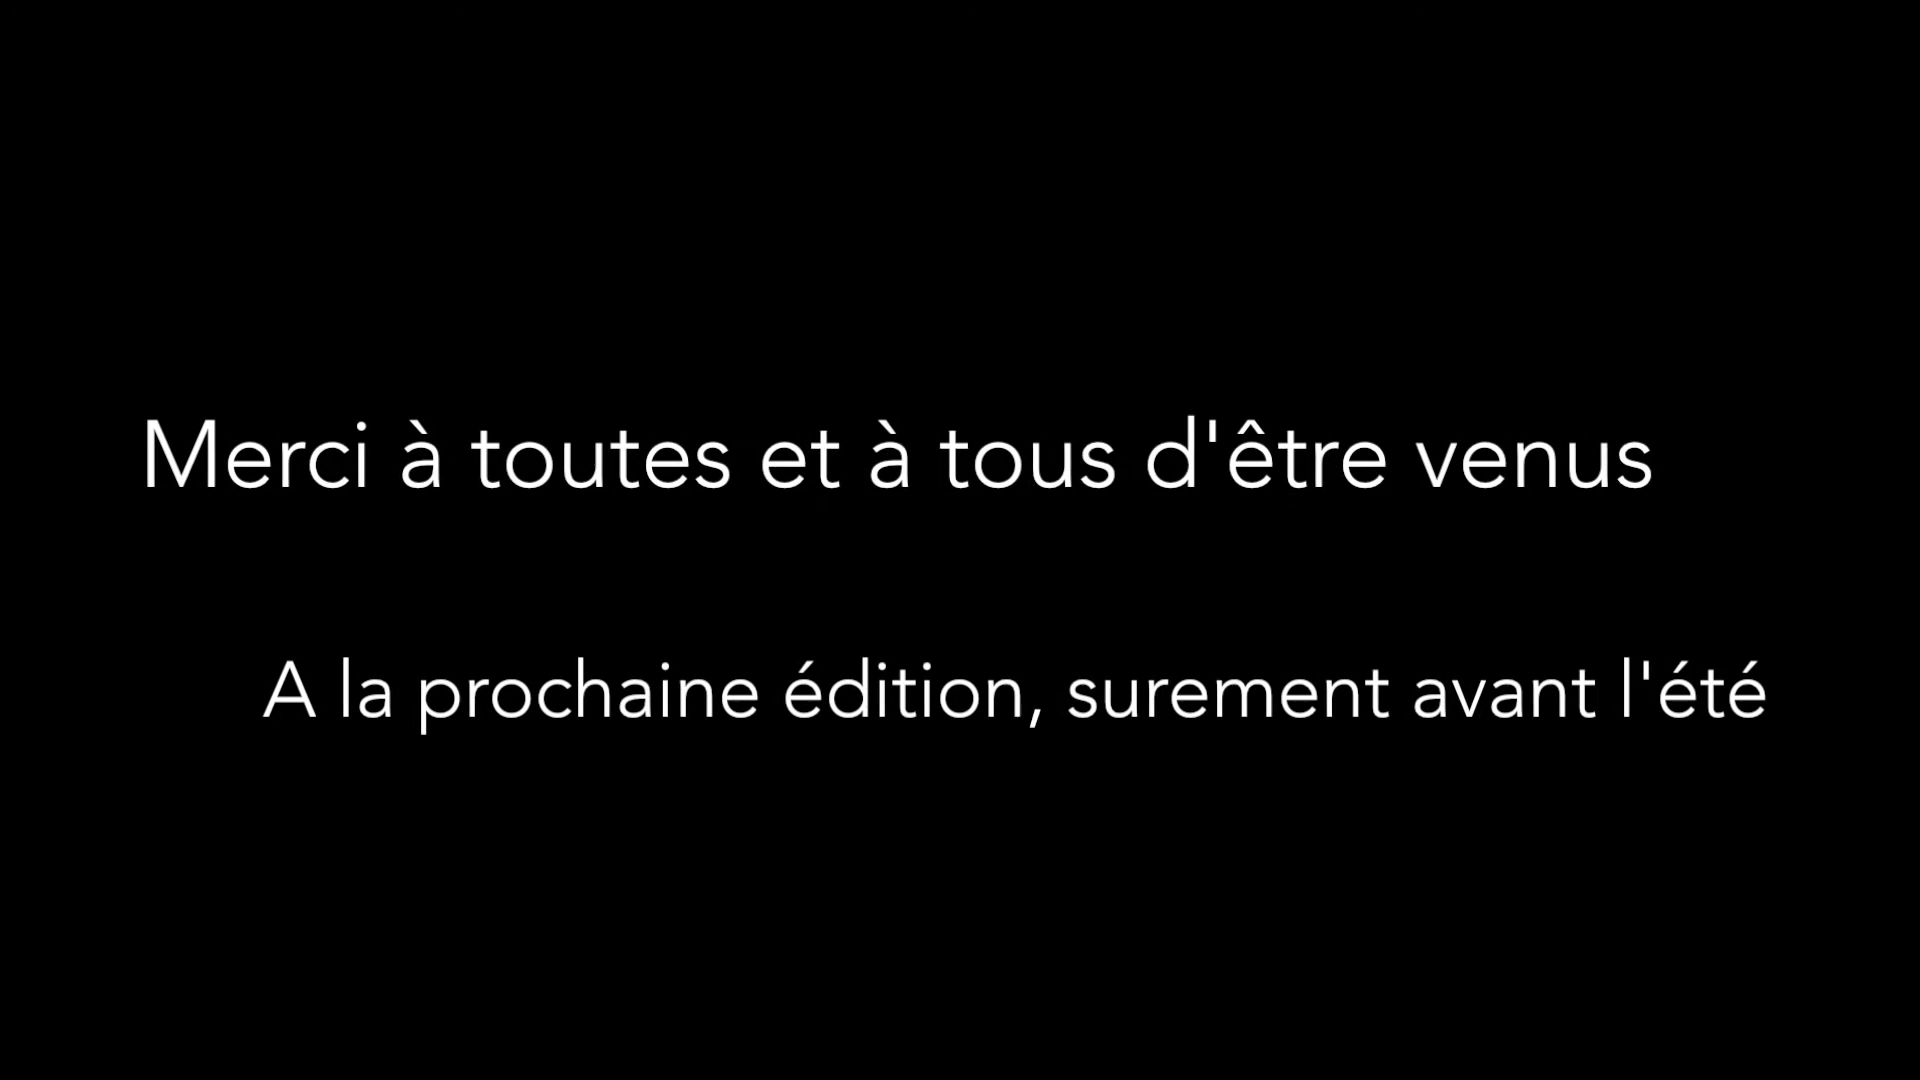 Merci à toutes et à tous d'être venus
A la prochaine édition, surement avant l'été